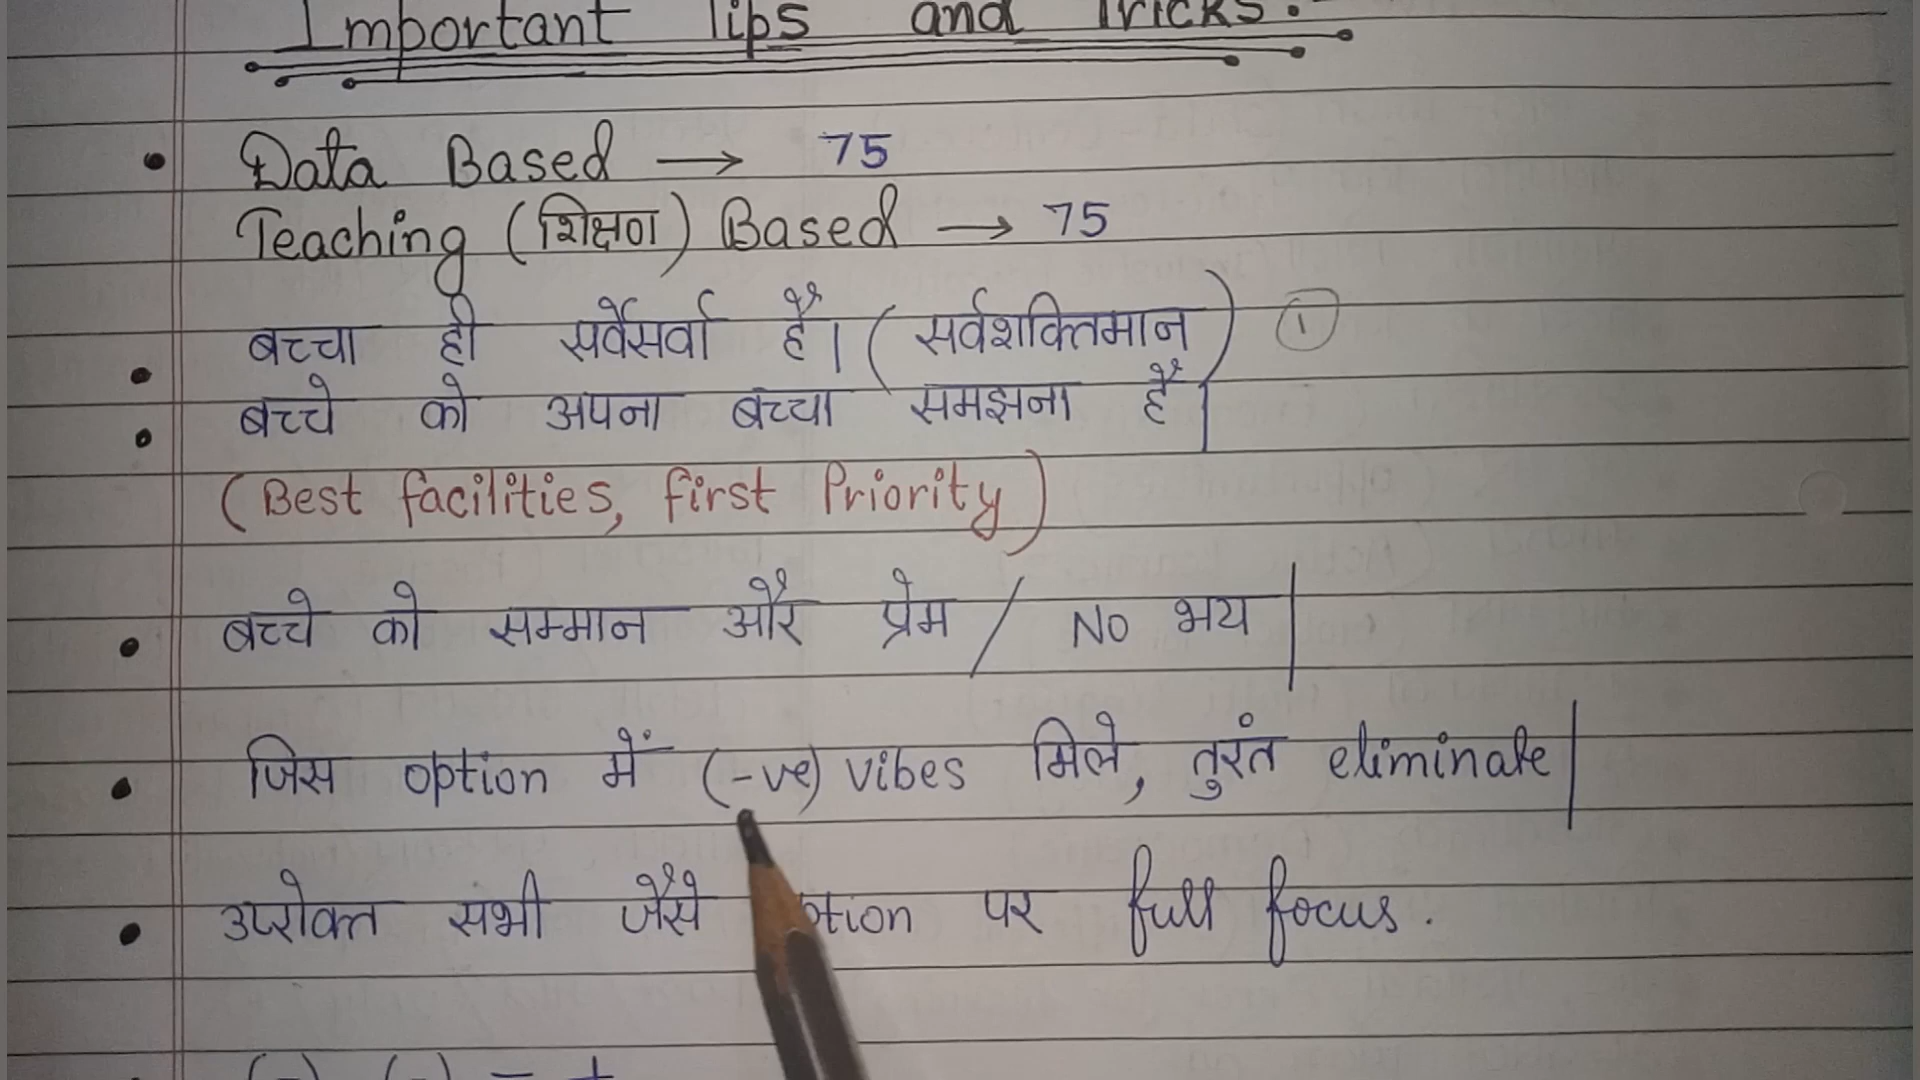 Important Tips and Tricks.
• Data Based → 75
Teaching (शिक्षण) Based → 75
• बच्चा ही सर्वेसर्वा है। (सर्वशक्तिमान) ①
• बच्चे को अपना बच्चा समझना है।
(Best facilities, first Priority)
• बच्चे को सम्मान और प्रेम / No भय|
• जिस option में (-ve) vibes मिले, तुरंत eliminate|
• उपरोक्त सभी जैसे option पर full focus.
(-) (-) = +